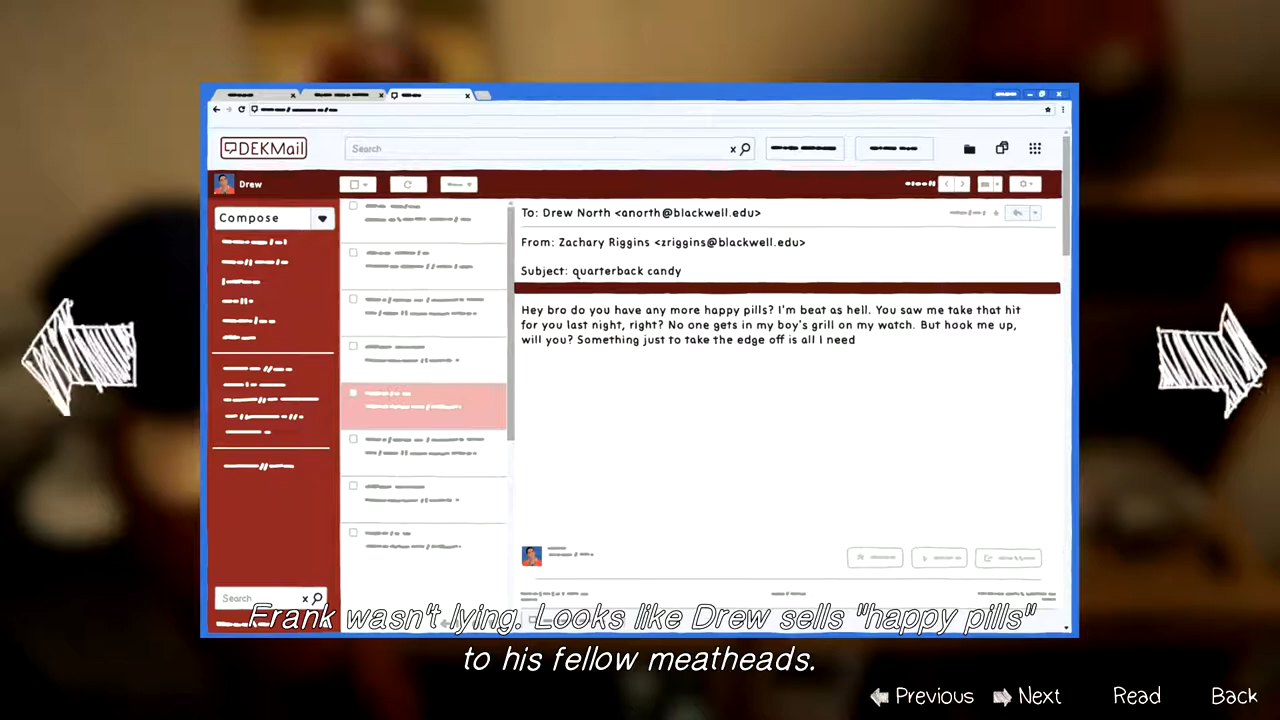 DEKMail
Search
x
Drew
Compose
To: Drew North <anorth@blackwell.edu>
From: Zachary Riggins <zriggins@blackwell.edu>
Subject: quarterback candy
Hey bro do you have any more happy pills? I'm beat as hell. You saw me take that hit
for you last night, right? No one gets in my boy's grill on my watch. But hook me up,
will you? Something just to take the edge off is all I need
Search
x
Frank wasn't lying. Looks like Drew sells "happy pills"
to his fellow meatheads.
Previous Next Read Back